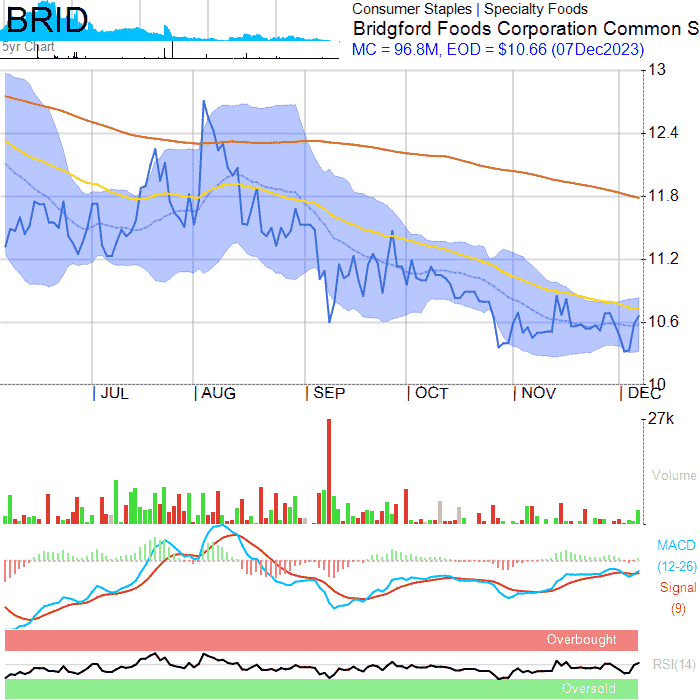 BRID
5yr Chart
Consumer Staples | Specialty Foods
Bridgford Foods Corporation Common S
MC = 96.8M, EOD = $10.66 (07Dec2023)
13
12.4
11.8
11.2
10.6
10
JUL AUG SEP OCT NOV DEC
27k
Volume
MACD
(12-26)
Signal
(9)
Overbought
RSI(14)
Oversold